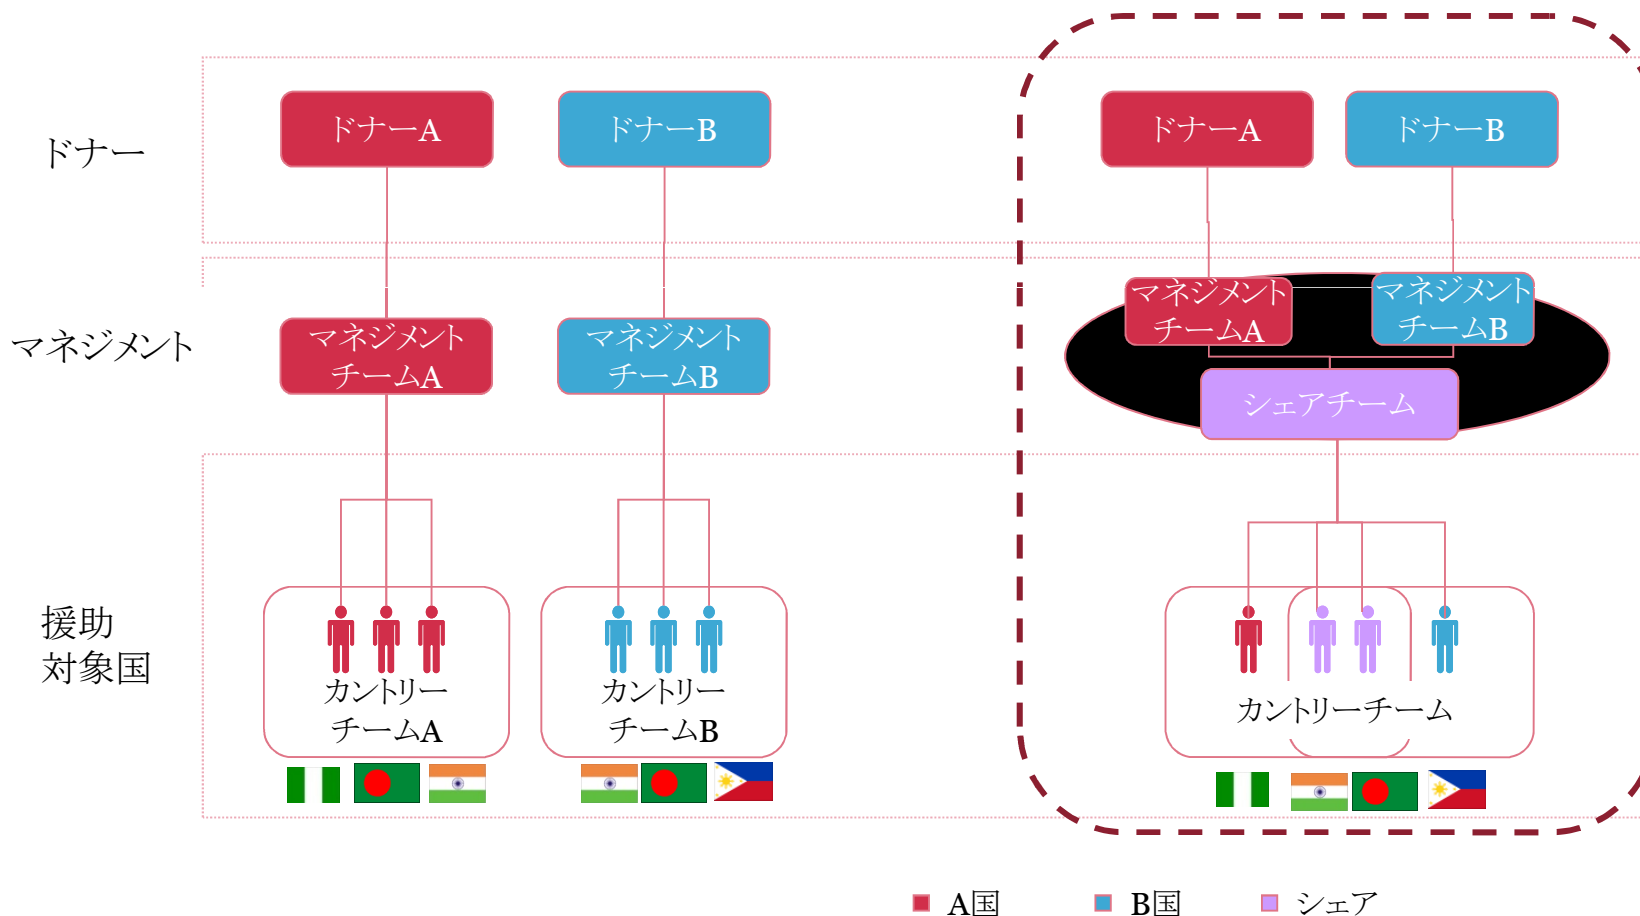 ドナー
ドナーA
ドナーB
ドナーA
ドナーB
マネジメント
マネジメント
チームA
マネジメント
チームB
マネジメント
チームA
マネジメント
チームB
シェアチーム
援助
対象国
カントリー
チームA
カントリー
チームB
カントリーチーム
A国
B国
シェア